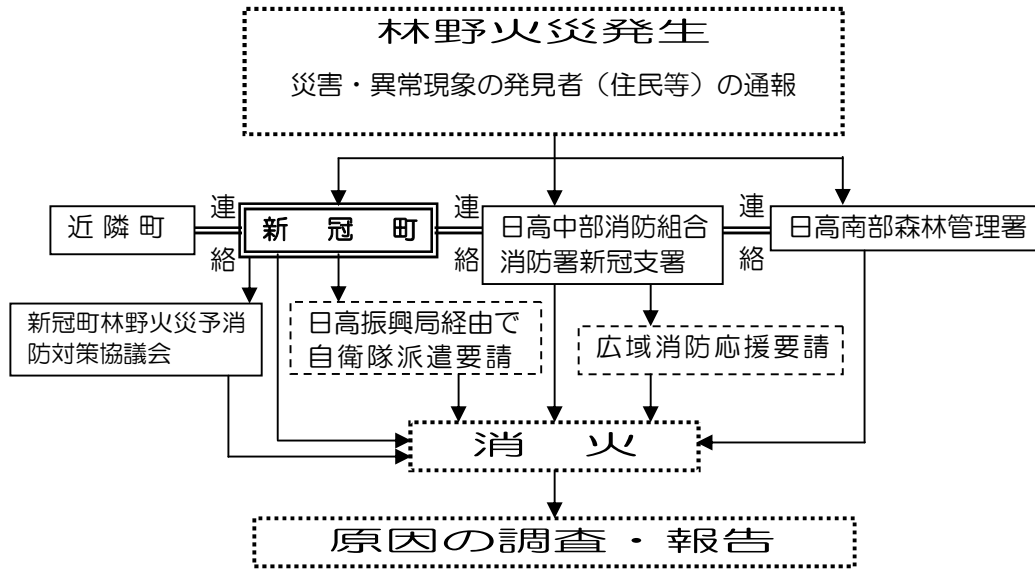 林野火災発生
災害・異常現象の発見者（住民等）の通報
近隣町
連絡
新冠町
連絡
日高中部消防組合
消防署新冠支署
連絡
日高南部森林管理署
新冠町林野火災予消
防対策協議会
日高振興局経由で
自衛隊派遣要請
広域消防応援要請
消火
原因の調査・報告